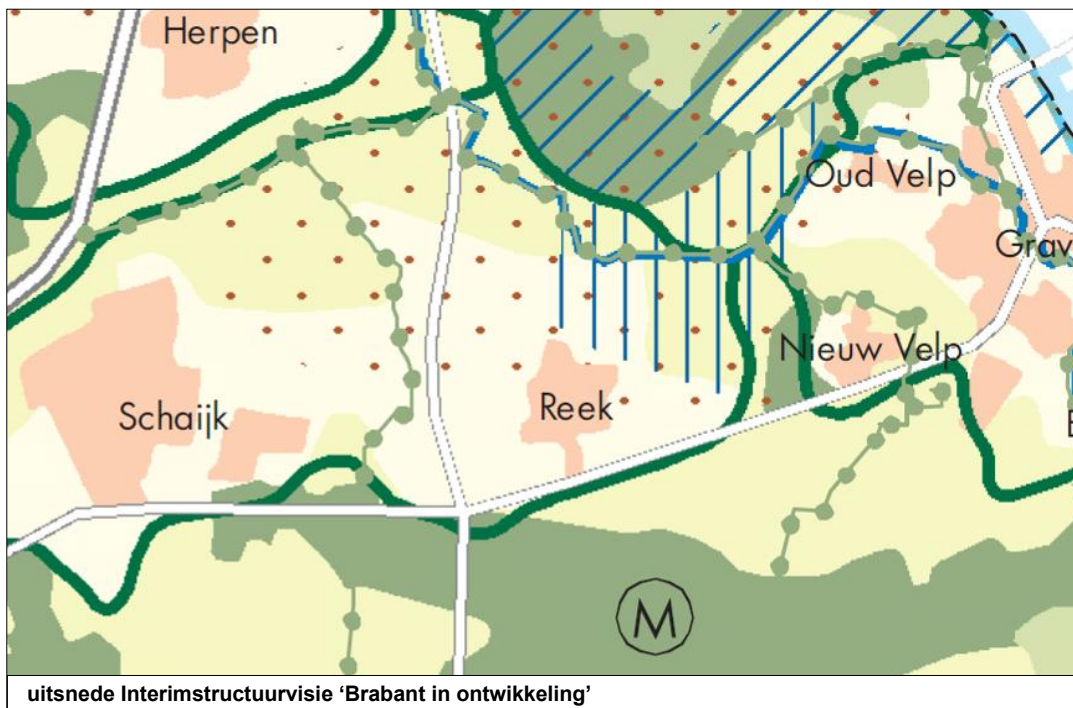 Herpen
Oud Velp
Grav
Nieuw Velp
Schaijk
Reek
E
M
uitsnede Interimstructuurvisie ‘Brabant in ontwikkeling’